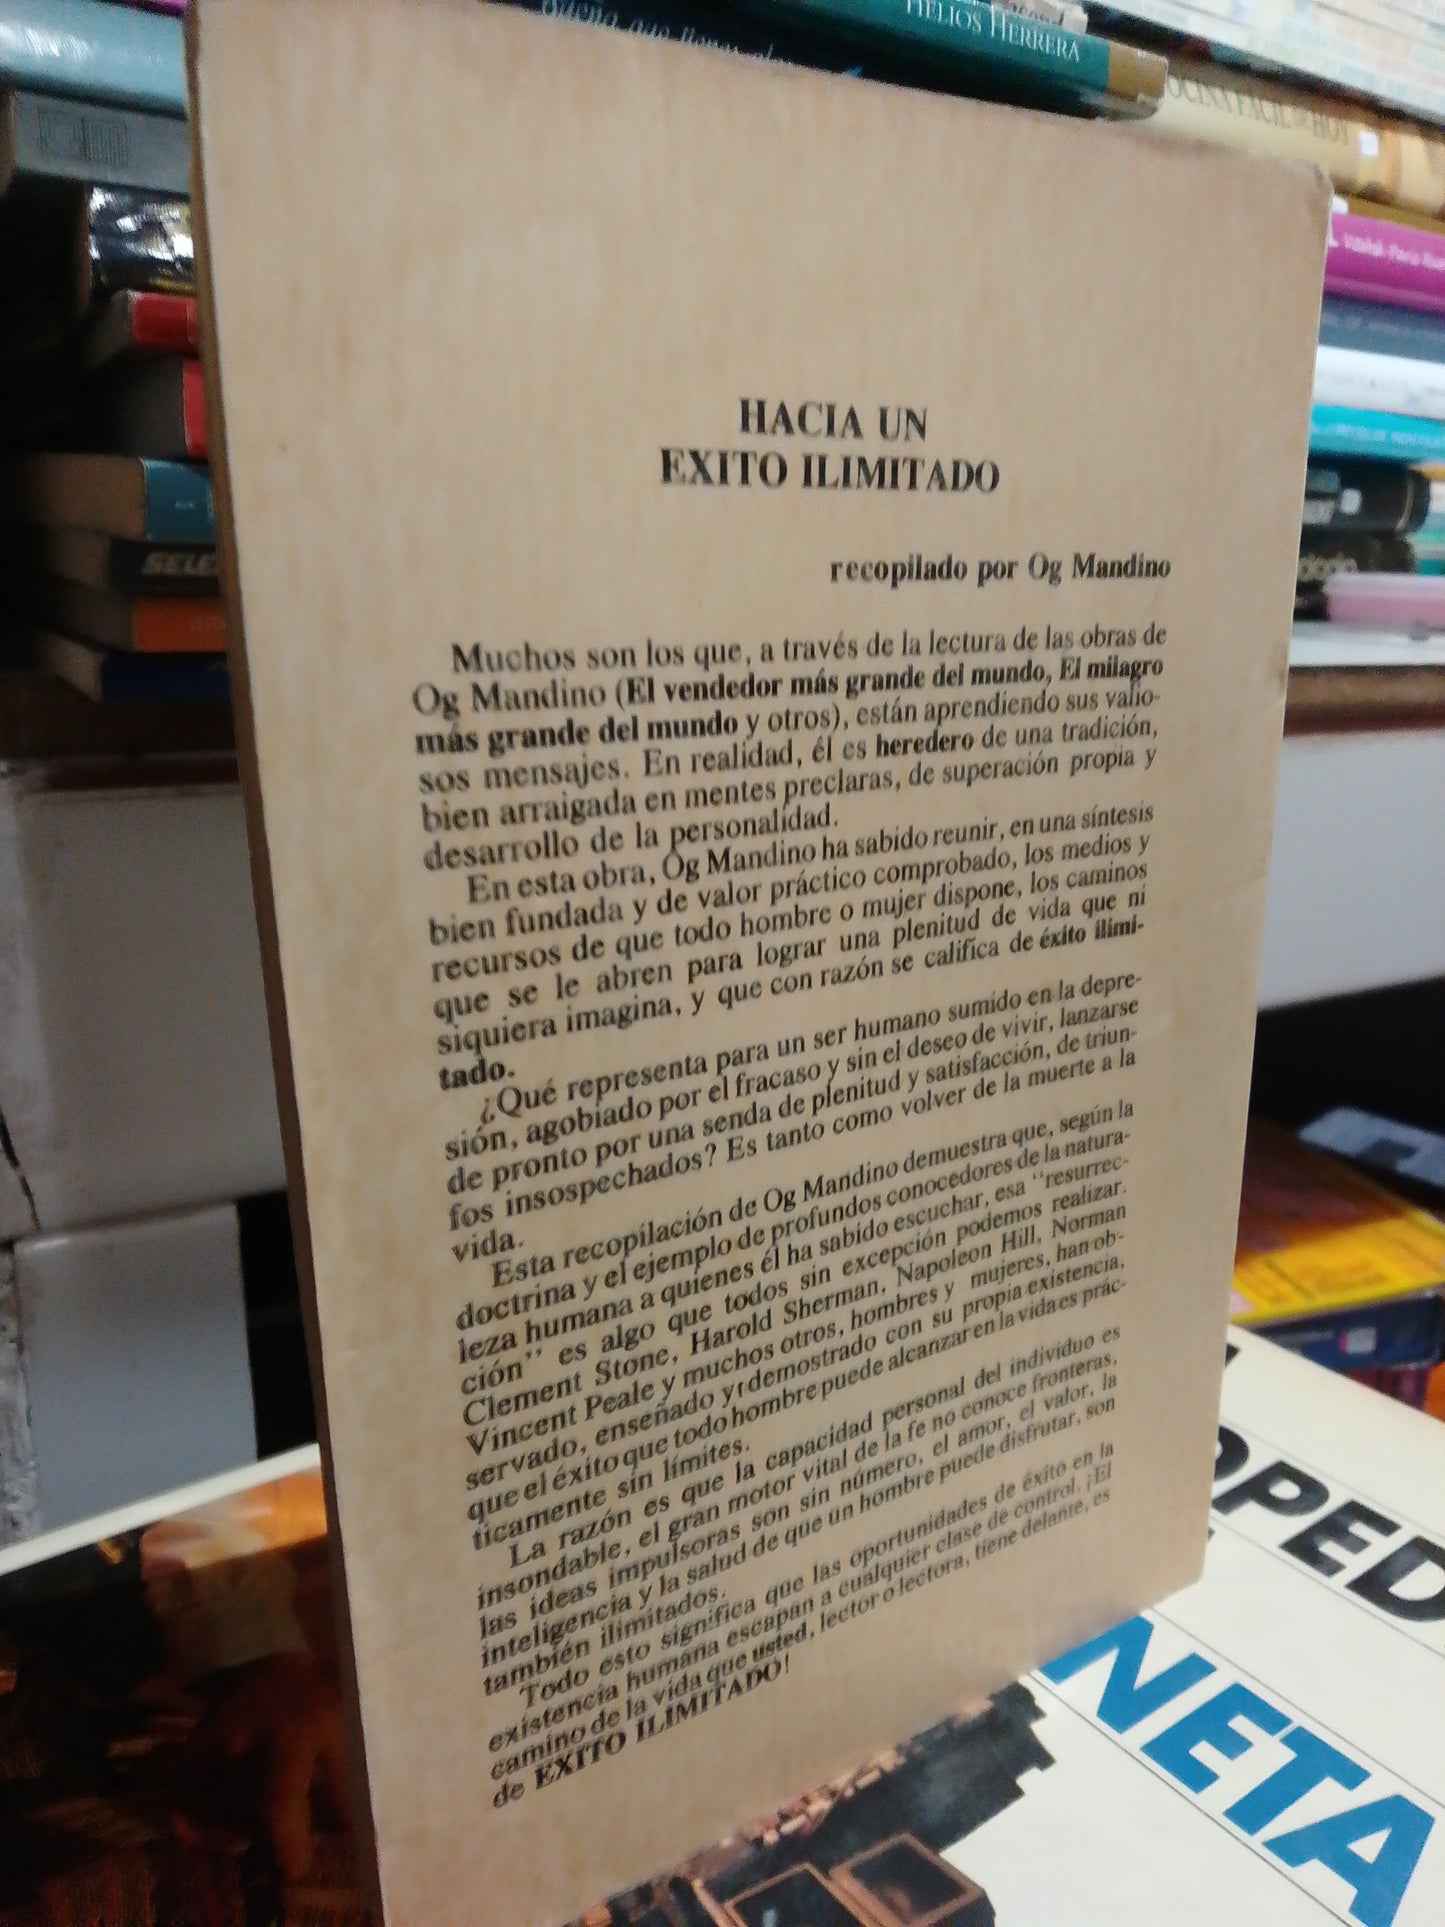 HELIOS HERRERA
HACIA UN
EXITO ILIMITADO
recopilado por Og Mandino
Muchos son los que, a través de la lectura de las obras de
Og Mandino (El vendedor más grande del mundo, El milagro
más grande del mundo y otros), están aprendiendo sus valio-
sos mensajes. En realidad, él es heredero de una tradición,
bien arraigada en mentes preclaras, de superación propia y
desarrollo de la personalidad.
En esta obra, Og Mandino ha sabido reunir, en una síntesis
bien fundada y de valor práctico comprobado, los medios y
recursos de que todo hombre o mujer dispone, los caminos
que se le abren para lograr una plenitud de vida que ni
siquiera imagina, y que con razón se califica de éxito ilimi-
tado.
¿Qué representa para un ser humano sumido en la depre-
sión, agobiado por el fracaso y sin el deseo de vivir, lanzarse
de pronto por una senda de plenitud y satisfacción, de triun-
fos insospechados? Es tanto como volver de la muerte a la
vida.
Esta recopilación de Og Mandino demuestra que, según la
doctrina y el ejemplo de profundos conocedores de la natura-
leza humana a quienes él ha sabido escuchar, esa "resurrec-
ción" es algo que todos sin excepción podemos realizar.
Clement Stone, Harold Sherman, Napoleon Hill, Norman
Vincent Peale y muchos otros, hombres y mujeres, han ob-
servado, enseñado y demostrado con su propia existencia,
que el éxito que todo hombre puede alcanzar en la vida es prác-
ticamente sin límites.
La razón es que la capacidad personal del individuo es
insondable, el gran motor vital de la fe no conoce fronteras,
las ideas impulsoras son sin número, el amor, el valor, la
inteligencia y la salud de que un hombre puede disfrutar, son
también ilimitados.
Todo esto significa que las oportunidades de éxito en la
existencia humana escapan a cualquier clase de control. ¡El
camino de la vida que usted, lector o lectora, tiene delante, es
de EXITO ILIMITADO!
OPED
NETA